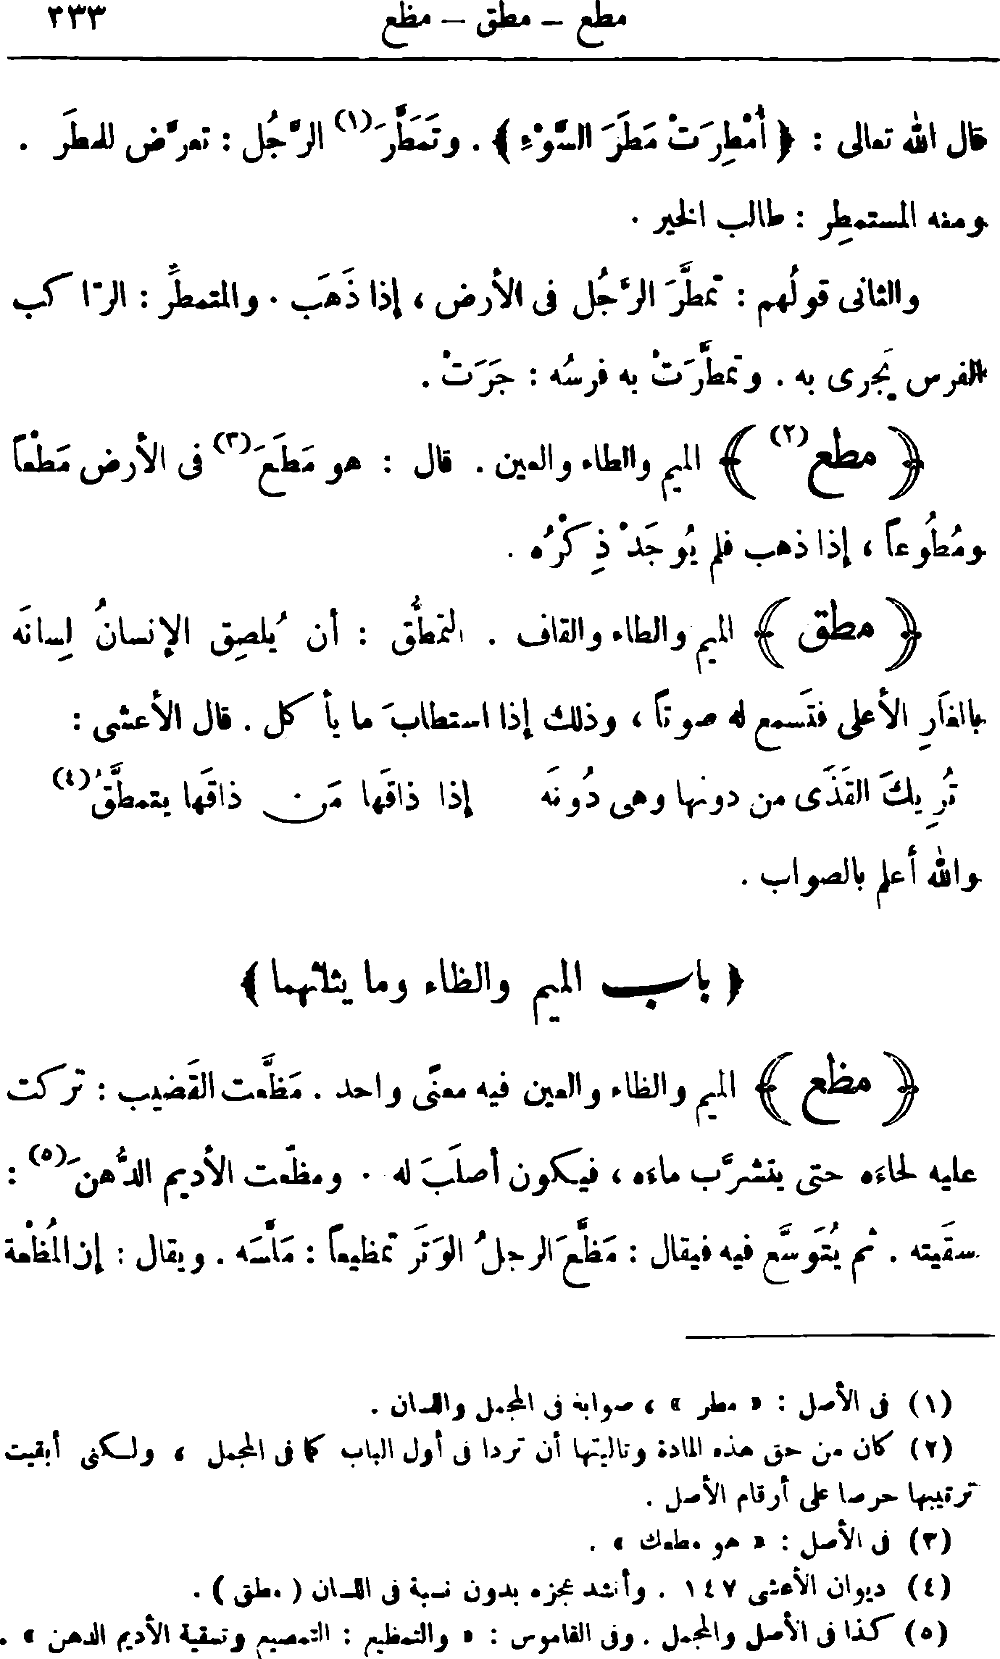 مطع – مطق – مظع ٣٣٣
قال الله تعالى : ﴿ أُمْطِرَتْ مَطَرَ السَّوْءِ ﴾ . وتَمَطَّرَ(١) الرَّجُل : تعرَّض للمطَر .
ومنه المستمطِر : طالب الخير .
والثانى قولُهم : تمطَّرَ الرَّجُل فى الأرض ، إذا ذَهَب . والمتمطِّر : الرّاكب
الفرس يَجرى به . وتمطَّرَتْ به فرسُه : جَرَتْ .
﴿ مطع(٢) ﴾ الميم والطاء والعين . قال : هو مَطَعَ(٣) فى الأرض مَطْعاً
ومُطُوعاً ، إذا ذهب فلم يُوجَدْ ذِكْرُه .
﴿ مطق ﴾ الميم والطاء والقاف . التمطُّق : أن يُلصِق الإنسانُ لِسانَه
بالغارِ الأعلى فتَسمع له صوتاً ، وذلك إذا استطابَ ما يأكل . قال الأعشى :
تُرِيكَ القَذَى من دونها وهى دُونَه إذا ذاقَها مَن ذاقَها يتمطَّقُ(٤)
والله أعلم بالصواب .
﴿ باب الميم والظاء وما يثلثهما ﴾
﴿ مظع ﴾ الميم والظاء والعين فيه معنًى واحد . مَظَّعت القَضيب : تركت
عليه لحاءَه حتى يتشرَّب ماءَه ، فيكون أصلَبَ له . ومظّعت الأديم الدُّهنَ(٥) :
سقَيته . ثم يُتَوسَّع فيه فيقال : مَظَّعَ الرجلُ الوَتَر تمظيعاً : مَلَّسَه . ويقال : إن المُظْعة
(١) فى الأصل : « مطر » ، صوابه فى المجمل واللسان .
(٢) كان من حق هذه المادة وتاليتها أن تردا فى أول الباب كما فى المجمل ، ولكنى أبقيت
ترتيبها حرصا على أرقام الأصل .
(٣) فى الأصل : « هو مطعك » .
(٤) ديوان الأعشى ١٤٧ . وأنشد عجزه بدون نسبة فى اللسان ( مطق ) .
(٥) كذا فى الأصل والمجمل . وفى القاموس : « والتمظيع : التمصيع وتسقية الأديم الدهن » .